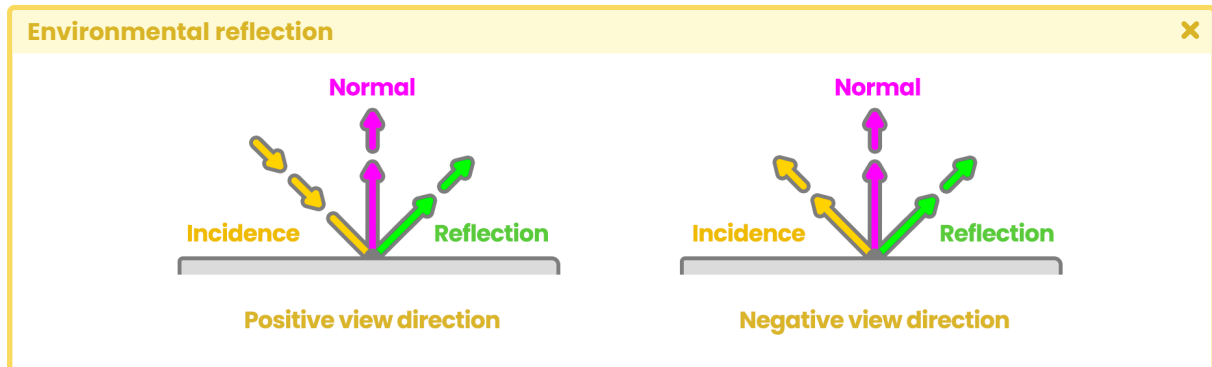 Environmental reflection
Normal
Incidence
Reflection
Positive view direction
Normal
Incidence
Reflection
Negative view direction